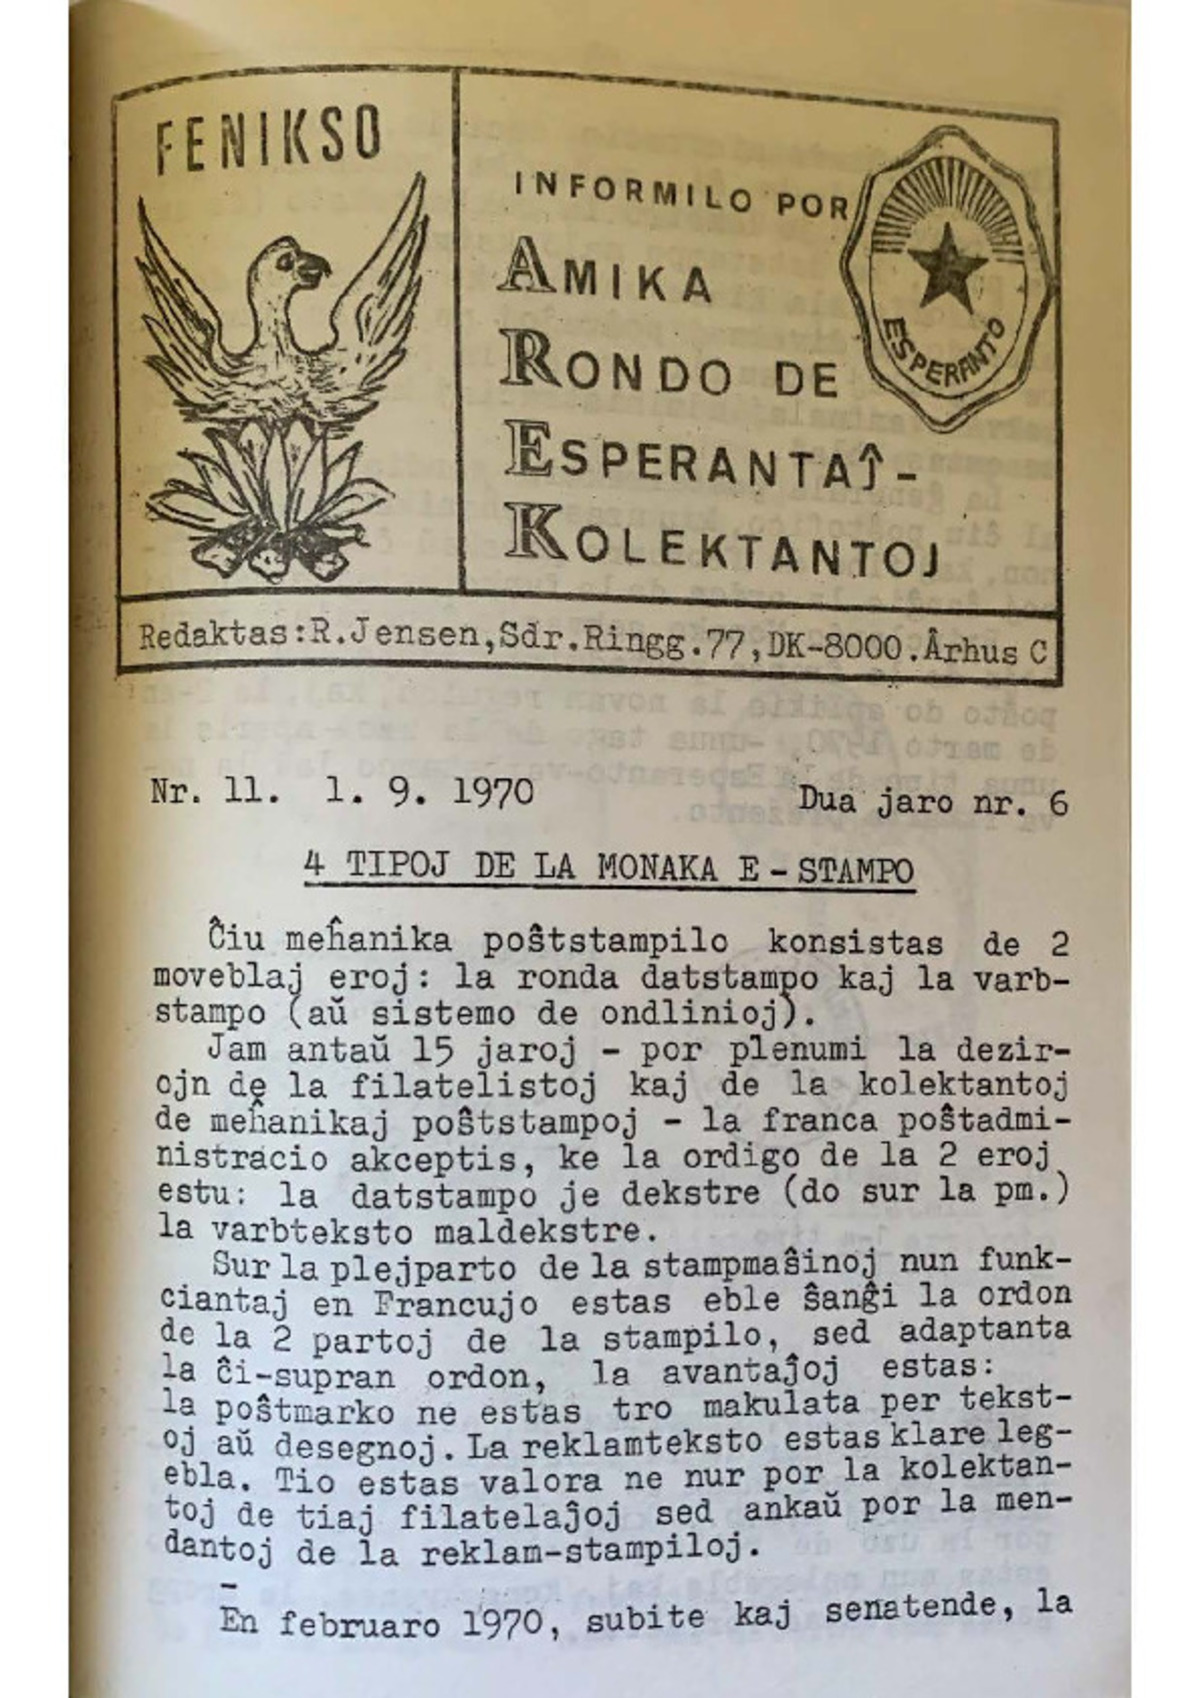 FENIKSO
INFORMILO POR
AMIKA
RONDO DE
ESPERANTAĴ-
KOLEKTANTOJ
ESPERANTO
Redaktas:R.Jensen,Sdr.Ringg.77,DK-8000.Århus C
Nr. 11. 1. 9. 1970 Dua jaro nr. 6
4 TIPOJ DE LA MONAKA E-STAMPO
Ĉiu meĥanika poŝtstampilo konsistas de 2
moveblaj eroj: la ronda datstampo kaj la varb-
stampo (aŭ sistemo de ondlinioj).
Jam antaŭ 15 jaroj - por plenumi la dezir-
ojn de la filatelistoj kaj de la kolektantoj
de meĥanikaj poŝtstampoj - la franca poŝtadmi-
nistracio akceptis, ke la ordigo de la 2 eroj
estu: la datstampo je dekstre (do sur la pm.)
la varbteksto maldekstre.
Sur la plejparto de la stampmaŝinoj nun funk-
ciantaj en Francujo estas eble ŝanĝi la ordon
de la 2 partoj de la stampilo, sed adaptanta
la ĉi-supran ordon, la avantaĵoj estas:
la poŝtmarko ne estas tro makulata per tekst-
oj aŭ desegnoj. La reklamteksto estas klare leg-
ebla. Tio estas valora ne nur por la kolektan-
toj de tiaj filatelaĵoj sed ankaŭ por la men-
dantoj de la reklam-stampiloj.
-
En februaro 1970, subite kaj senatende, la